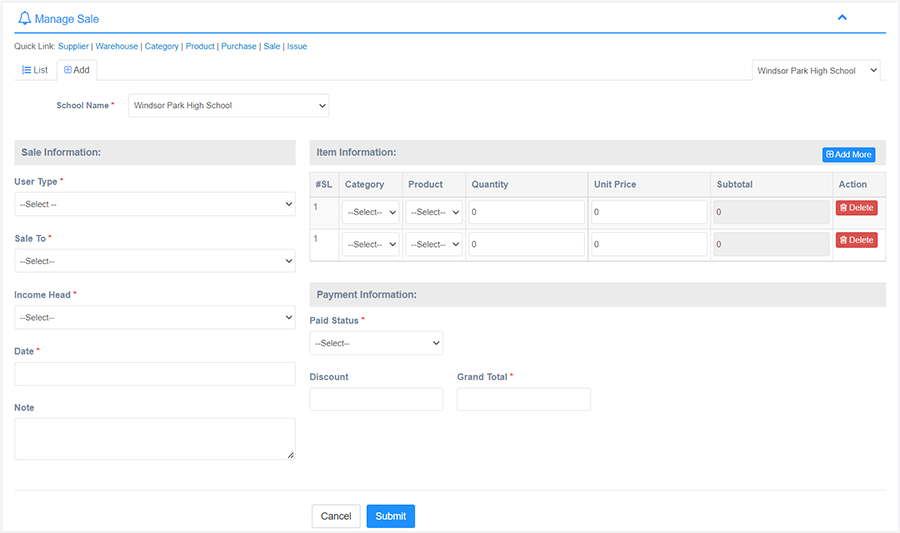 Manage Sale
Quick Link: Supplier | Warehouse | Category | Product | Purchase | Sale | Issue
List Add Windsor Park High School
School Name * Windsor Park High School
Sale Information:
User Type *
--Select --
Sale To *
--Select--
Income Head *
--Select--
Date *
Note
Item Information: Add More
#SL Category Product Quantity Unit Price Subtotal Action
1 --Select-- --Select-- 0 0 0 Delete
1 --Select-- --Select-- 0 0 0 Delete
Payment Information:
Paid Status *
--Select--
Discount Grand Total *
Cancel Submit